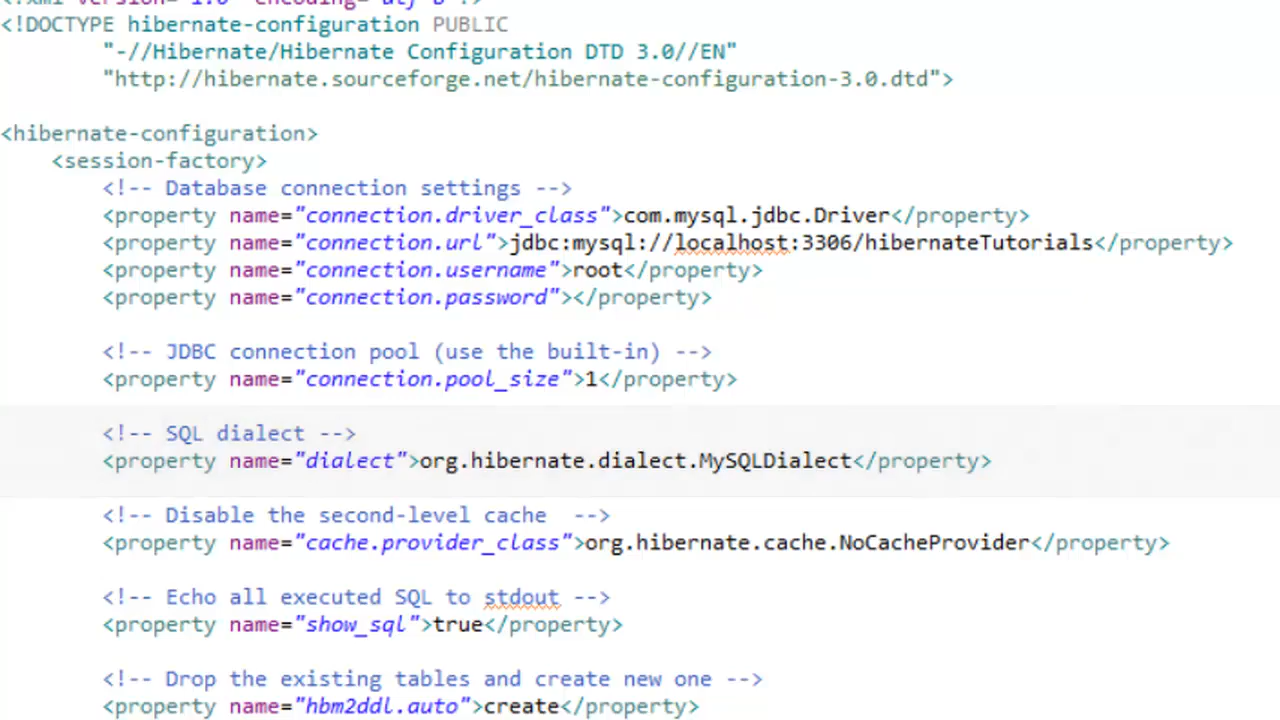 <!DOCTYPE hibernate-configuration PUBLIC
"-//Hibernate/Hibernate Configuration DTD 3.0//EN"
"http://hibernate.sourceforge.net/hibernate-configuration-3.0.dtd">
<hibernate-configuration>
<session-factory>
<!-- Database connection settings -->
<property name="connection.driver_class">com.mysql.jdbc.Driver</property>
<property name="connection.url">jdbc:mysql://localhost:3306/hibernateTutorials</property>
<property name="connection.username">root</property>
<property name="connection.password"></property>
<!-- JDBC connection pool (use the built-in) -->
<property name="connection.pool_size">1</property>
<!-- SQL dialect -->
<property name="dialect">org.hibernate.dialect.MySQLDialect</property>
<!-- Disable the second-level cache  -->
<property name="cache.provider_class">org.hibernate.cache.NoCacheProvider</property>
<!-- Echo all executed SQL to stdout -->
<property name="show_sql">true</property>
<!-- Drop the existing tables and create new one -->
<property name="hbm2ddl.auto">create</property>